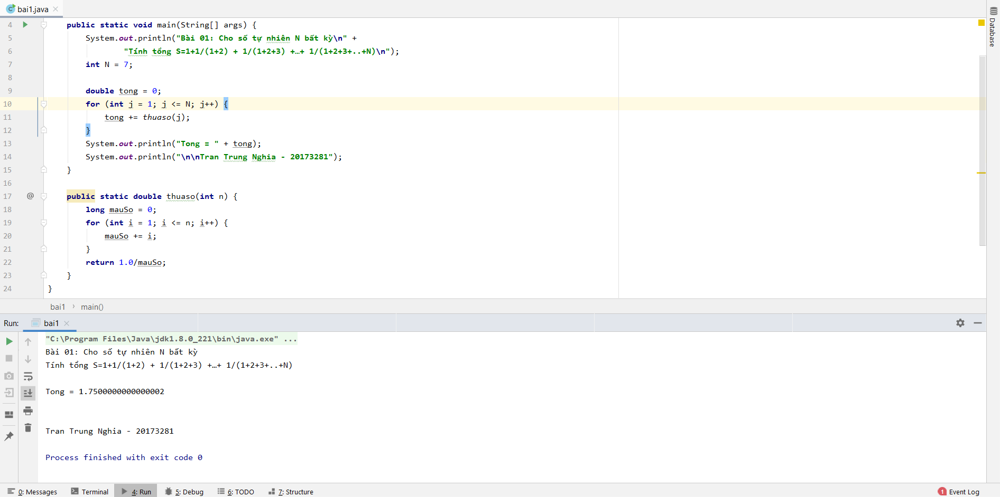 bai1.java
4 public static void main(String[] args) {
5 System.out.println("Bài 01: Cho số tự nhiên N bất kỳ\n" +
6 "Tính tổng S=1+1/(1+2) + 1/(1+2+3) +…+ 1/(1+2+3+..+N)\n");
7 int N = 7;
8
9 double tong = 0;
10 for (int j = 1; j <= N; j++) {
11 tong += thuaso(j);
12 }
13 System.out.println("Tong = " + tong);
14 System.out.println("\n\nTran Trung Nghia - 20173281");
15 }
16
17 @ public static double thuaso(int n) {
18 long mauSo = 0;
19 for (int i = 1; i <= n; i++) {
20 mauSo += i;
21 }
22 return 1.0/mauSo;
23 }
24 }
Database
bai1 › main()
Run: bai1
"C:\Program Files\Java\jdk1.8.0_221\bin\java.exe" ...
Bài 01: Cho số tự nhiên N bất kỳ
Tính tổng S=1+1/(1+2) + 1/(1+2+3) +…+ 1/(1+2+3+..+N)
Tong = 1.7500000000000002
Tran Trung Nghia - 20173281
Process finished with exit code 0
0: Messages Terminal 4: Run 5: Debug 6: TODO 7: Structure 1 Event Log